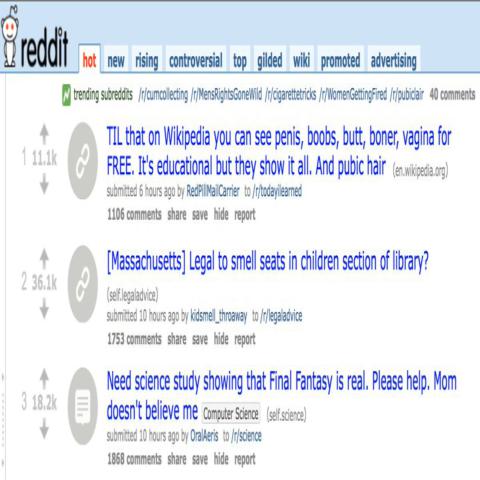 reddit hot new rising controversial top gilded wiki promoted advertising
trending subreddits /r/cumcollecting /r/MensRightsGoneWild /r/cigarettetricks /r/WomenGettingFired /r/pubiclair 40 comments
1 11.1k
TIL that on Wikipedia you can see penis, boobs, butt, boner, vagina for
FREE. It's educational but they show it all. And pubic hair (en.wikipedia.org)
submitted 6 hours ago by RedPillMailCarrier to /r/todayilearned
1106 comments share save hide report
2 36.1k
[Massachusetts] Legal to smell seats in children section of library?
(self.legaladvice)
submitted 10 hours ago by kidsmell_throaway to /r/legaladvice
1753 comments share save hide report
3 18.2k
Need science study showing that Final Fantasy is real. Please help. Mom
doesn't believe me Computer Science (self.science)
submitted 10 hours ago by OralAeris to /r/science
1868 comments share save hide report